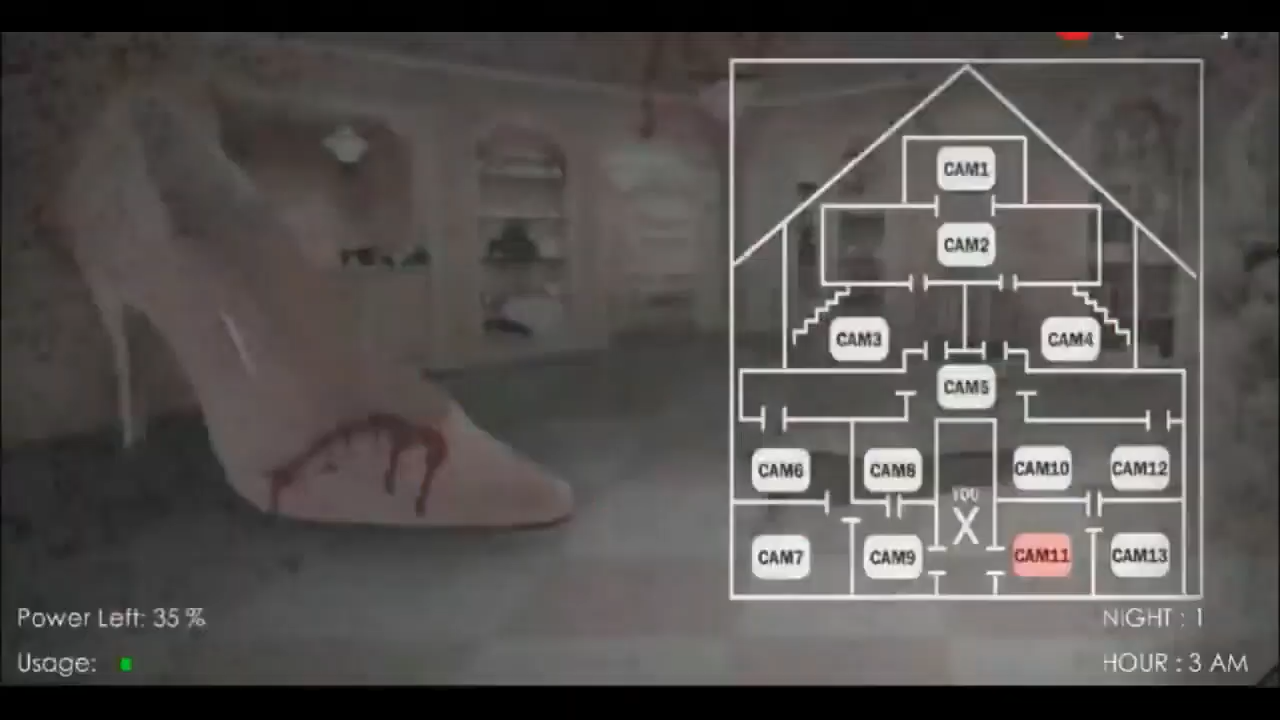 CAM1
CAM2
CAM3 CAM4
CAM5
CAM6 CAM8 CAM10 CAM12
YOU
X
CAM7 CAM9 CAM11 CAM13
Power Left: 35 % NIGHT : 1
Usage: HOUR : 3 AM